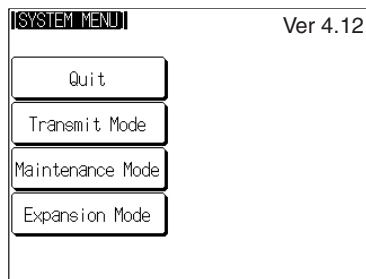 [SYSTEM MENU]
Ver 4.12
Quit
Transmit Mode
Maintenance Mode
Expansion Mode